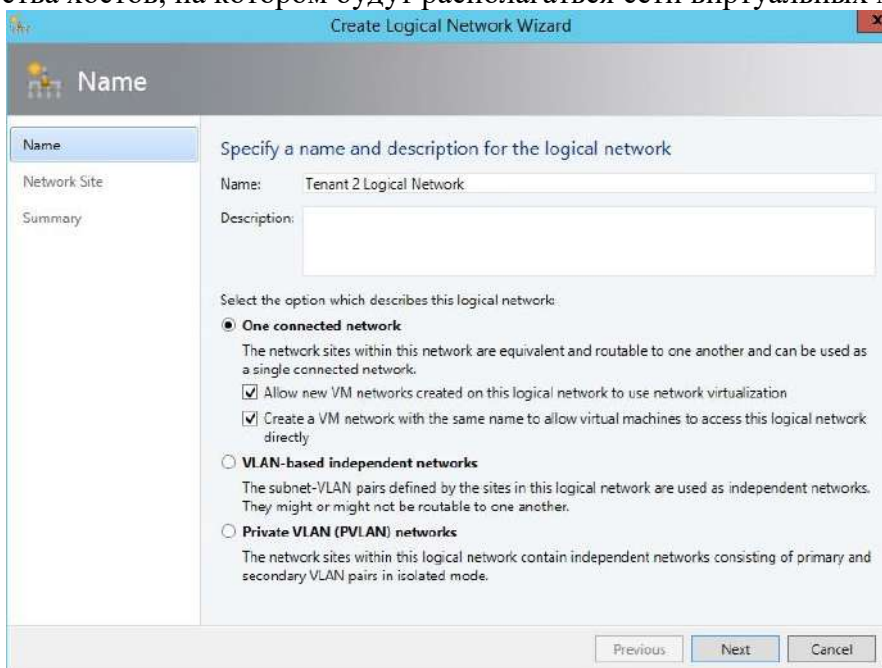 хостов, на котором будут располагаться сети виртуальных
Create Logical Network Wizard
x
Name
Name
Network Site
Summary
Specify a name and description for the logical network
Name: Tenant 2 Logical Network
Description:
Select the option which describes this logical network:
One connected network
The network sites within this network are equivalent and routable to one another and can be used as
a single connected network.
Allow new VM networks created on this logical network to use network virtualization
Create a VM network with the same name to allow virtual machines to access this logical network
directly
VLAN-based independent networks
The subnet-VLAN pairs defined by the sites in this logical network are used as independent networks.
They might or might not be routable to one another.
Private VLAN (PVLAN) networks
The network sites within this logical network contain independent networks consisting of primary and
secondary VLAN pairs in isolated mode.
Previous
Next
Cancel